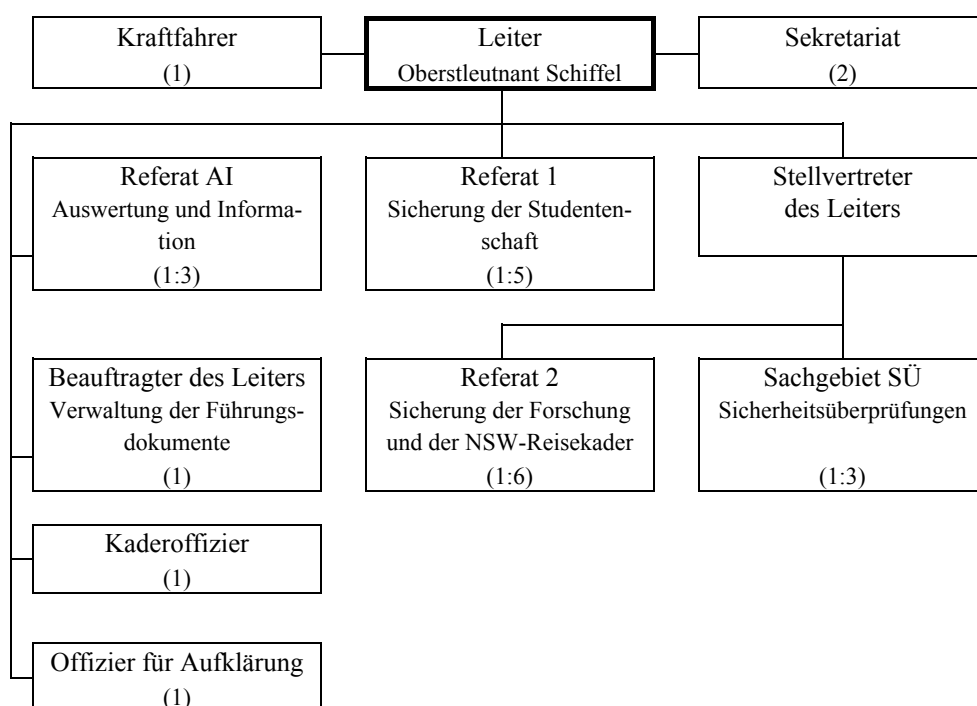 Kraftfahrer
(1)
Leiter
Oberstleutnant Schiffel
Sekretariat
(2)
Referat AI
Auswertung und Informa-
tion
(1:3)
Referat 1
Sicherung der Studenten-
schaft
(1:5)
Stellvertreter
des Leiters
Beauftragter des Leiters
Verwaltung der Führungs-
dokumente
(1)
Referat 2
Sicherung der Forschung
und der NSW-Reisekader
(1:6)
Sachgebiet SÜ
Sicherheitsüberprüfungen
(1:3)
Kaderoffizier
(1)
Offizier für Aufklärung
(1)